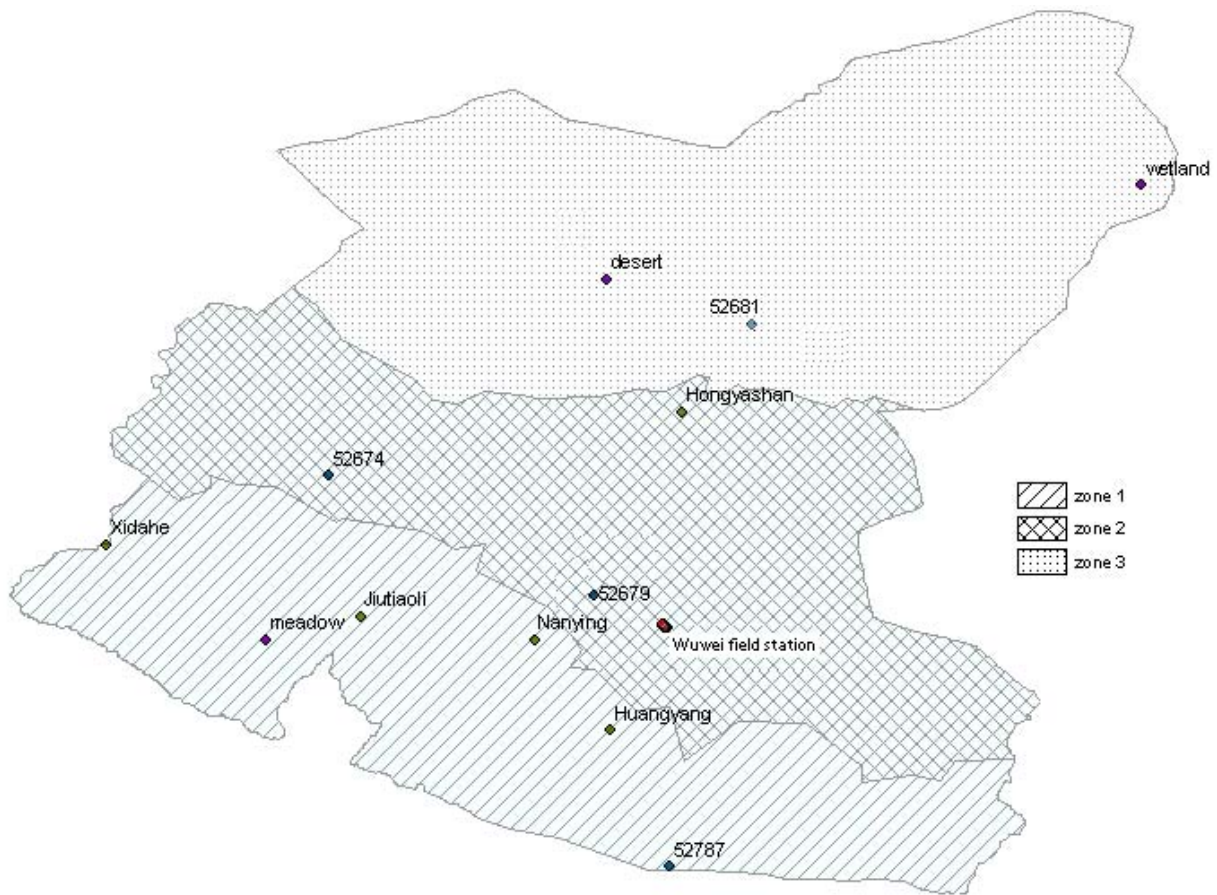 wetland
desert
52681
Hongyashan
52674
zone 1
zone 2
Xidahe
zone 3
52679
Jiutiaoli
meadow
Nanying
Wuwei field station
Huangyang
52787